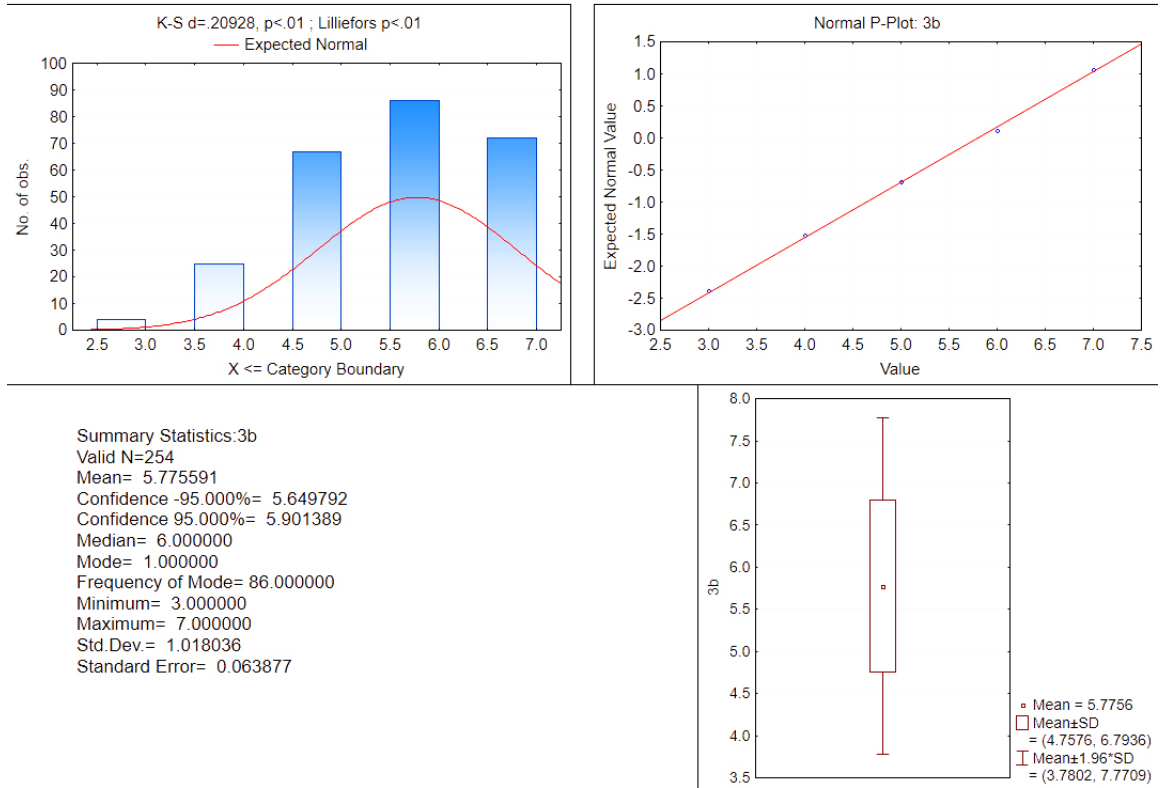 K-S d=.20928, p<.01 ; Lilliefors p<.01
Expected Normal
100
90
80
70
60
50
40
30
20
10
0
No. of obs.
2.5 3.0 3.5 4.0 4.5 5.0 5.5 6.0 6.5 7.0
X <= Category Boundary
Normal P-Plot: 3b
1.5
1.0
0.5
0.0
-0.5
-1.0
-1.5
-2.0
-2.5
-3.0
Expected Normal Value
2.5 3.0 3.5 4.0 4.5 5.0 5.5 6.0 6.5 7.0 7.5
Value
Summary Statistics:3b
Valid N=254
Mean= 5.775591
Confidence -95.000%= 5.649792
Confidence 95.000%= 5.901389
Median= 6.000000
Mode= 1.000000
Frequency of Mode= 86.000000
Minimum= 3.000000
Maximum= 7.000000
Std.Dev.= 1.018036
Standard Error= 0.063877
8.0
7.5
7.0
6.5
6.0
5.5
5.0
4.5
4.0
3.5
3b
Mean = 5.7756
Mean±SD
= (4.7576, 6.7936)
Mean±1.96*SD
= (3.7802, 7.7709)